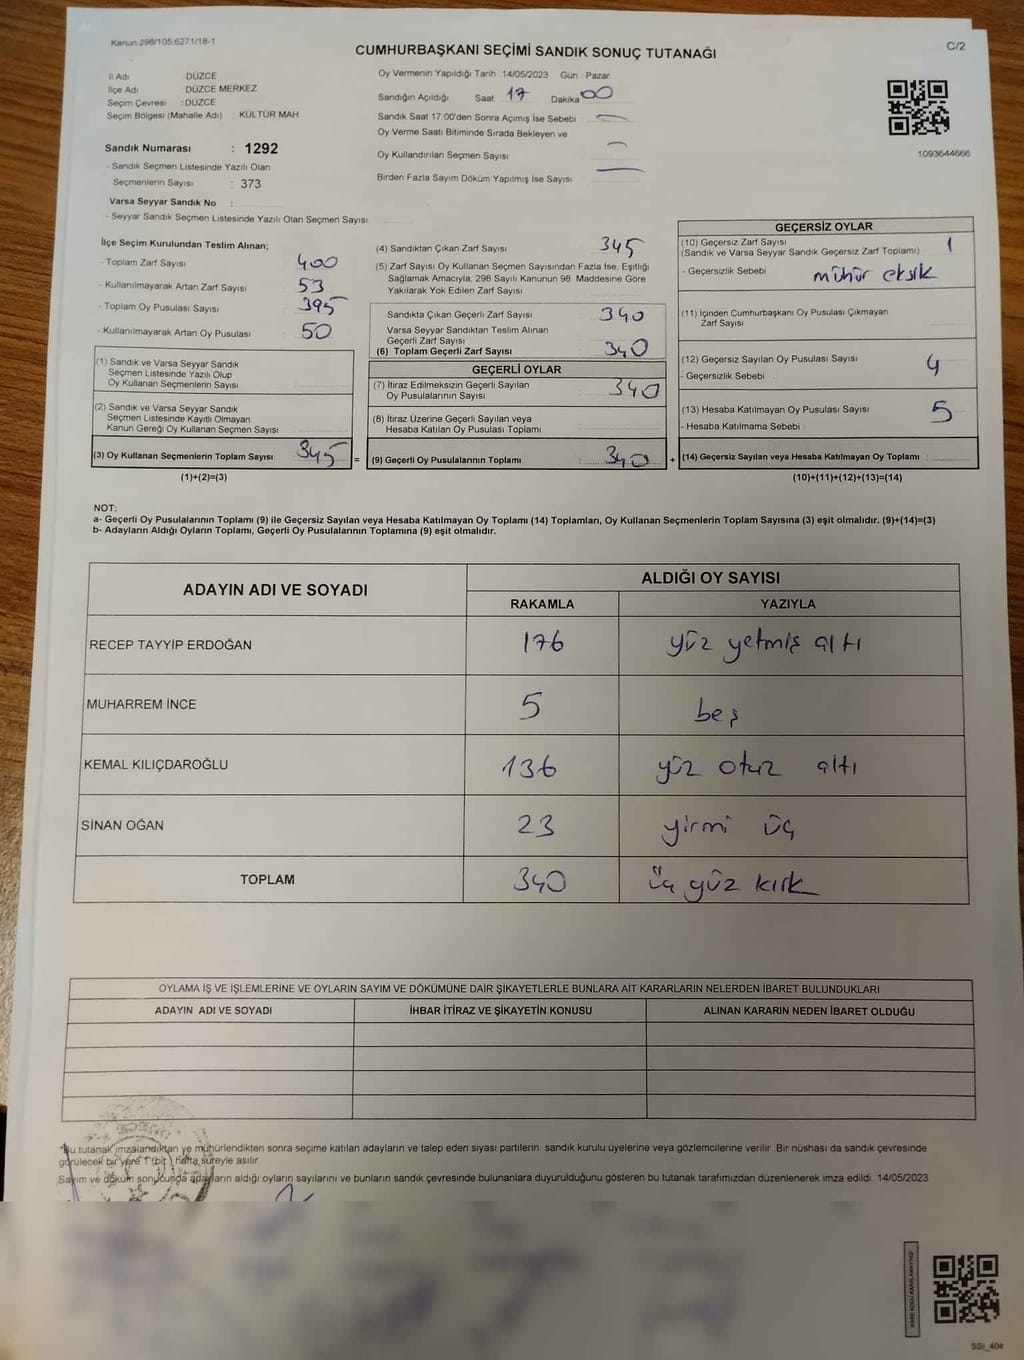 Kanun:298/105:6271/18-1
C/2
CUMHURBAŞKANI SEÇİMİ SANDIK SONUÇ TUTANAĞI
İl Adı DÜZCE
İlçe Adı : DÜZCE MERKEZ
Seçim Çevresi : DÜZCE
Seçim Bölgesi (Mahalle Adı) : KÜLTÜR MAH
Sandık Numarası : 1292
- Sandık Seçmen Listesinde Yazılı Olan
Seçmenlerin Sayısı : 373
Varsa Seyyar Sandık No :
- Seyyar Sandık Seçmen Listesinde Yazılı Olan Seçmen Sayısı
Oy Vermenin Yapıldığı Tarih :14/05/2023 Gün : Pazar
Sandığın Açıldığı Saat 17 Dakika 00
Sandık Saat 17:00'den Sonra Açımış İse Sebebi
Oy Verme Saati Bitiminde Sırada Bekleyen ve
Oy Kullandırılan Seçmen Sayısı
Birden Fazla Sayım Döküm Yapılmış İse Sayısı
1093644666
İlçe Seçim Kurulundan Teslim Alınan;
- Toplam Zarf Sayısı 400
- Kullanılmayarak Artan Zarf Sayısı 53
- Toplam Oy Pusulası Sayısı 395
- Kullanılmayarak Artan Oy Pusulası 50
(1) Sandık ve Varsa Seyyar Sandık
Seçmen Listesinde Yazılı Olup
Oy Kullanan Seçmenlerin Sayısı
(2) Sandık ve Varsa Seyyar Sandık
Seçmen Listesinde Kayıtlı Olmayan
Kanun Gereği Oy Kullanan Seçmen Sayısı
(3) Oy Kullanan Seçmenlerin Toplam Sayısı 345 =
(1)+(2)=(3)
(4) Sandıktan Çıkan Zarf Sayısı 345
(5) Zarf Sayısı Oy Kullanan Seçmen Sayısından Fazla İse, Eşitliği
Sağlamak Amacıyla; 298 Sayılı Kanunun 98. Maddesine Göre
Yakılarak Yok Edilen Zarf Sayısı
Sandıkta Çıkan Geçerli Zarf Sayısı 340
Varsa Seyyar Sandıktan Teslim Alınan
Geçerli Zarf Sayısı
(6) Toplam Geçerli Zarf Sayısı 340
GEÇERLİ OYLAR
(7) İtiraz Edilmeksizin Geçerli Sayılan
Oy Pusulalarının Sayısı 340
(8) İtiraz Üzerine Geçerli Sayılan veya
Hesaba Katılan Oy Pusulası Toplamı
(9) Geçerli Oy Pusulalarının Toplamı : 340 +
GEÇERSİZ OYLAR
(10) Geçersiz Zarf Sayısı 1
(Sandık ve Varsa Seyyar Sandık Geçersiz Zarf Toplamı)
- Geçersizlik Sebebi mühür eksik
(11) İçinden Cumhurbaşkanı Oy Pusulası Çıkmayan
Zarf Sayısı
(12) Geçersiz Sayılan Oy Pusulası Sayısı 4
- Geçersizlik Sebebi
(13) Hesaba Katılmayan Oy Pusulası Sayısı 5
- Hesaba Katılmama Sebebi
(14) Geçersiz Sayılan veya Hesaba Katılmayan Oy Toplamı :
(10)+(11)+(12)+(13)=(14)
NOT:
a- Geçerli Oy Pusulalarının Toplamı (9) ile Geçersiz Sayılan veya Hesaba Katılmayan Oy Toplamı (14) Toplamları, Oy Kullanan Seçmenlerin Toplam Sayısına (3) eşit olmalıdır. (9)+(14)=(3)
b- Adayların Aldığı Oyların Toplamı, Geçerli Oy Pusulalarının Toplamına (9) eşit olmalıdır.
ADAYIN ADI VE SOYADI ALDIĞI OY SAYISI
RAKAMLA YAZIYLA
RECEP TAYYİP ERDOĞAN 176 yüz yetmiş altı
MUHARREM İNCE 5 beş
KEMAL KILIÇDAROĞLU 136 yüz otuz altı
SİNAN OĞAN 23 yirmi üç
TOPLAM 340 üç yüz kırk
OYLAMA İŞ VE İŞLEMLERİNE VE OYLARIN SAYIM VE DÖKÜMÜNE DAİR ŞİKAYETLERLE BUNLARA AİT KARARLARIN NELERDEN İBARET BULUNDUKLARI
ADAYIN ADI VE SOYADI İHBAR İTİRAZ VE ŞİKAYETİN KONUSU ALINAN KARARIN NEDEN İBARET OLDUĞU
*Bu tutanak imzalandıktan ve mühürlendikten sonra seçime katılan adayların ve talep eden siyasi partilerin sandık kurulu üyelerine veya gözlemcilerine verilir. Bir nüshası da sandık çevresinde
görülecek bir yere 1 (bir) hafta süreyle asılır.
Sayım ve döküm sonucunda adayların aldığı oyların sayılarını ve bunların sandık çevresinde bulunanlara duyurulduğunu gösteren bu tutanak tarafımızdan düzenlenerek imza edildi. 14/05/2023
SSt_404